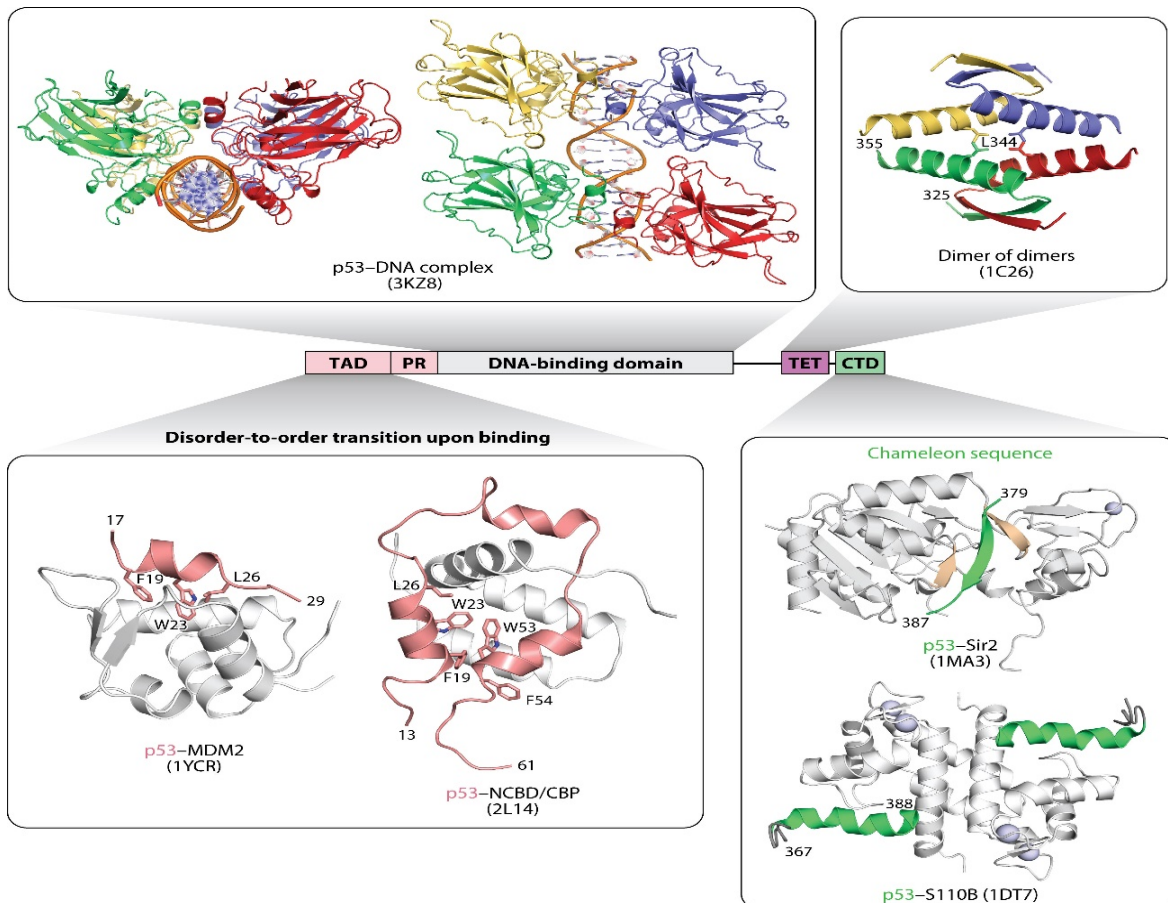 p53–DNA complex
(3KZ8)
355
L344
325
Dimer of dimers
(1C26)
TAD
PR
DNA-binding domain
TET
CTD
Disorder-to-order transition upon binding
17
F19
L26
W23
29
p53–MDM2
(1YCR)
L26
W23
W53
F19
F54
13
61
p53–NCBD/CBP
(2L14)
Chameleon sequence
379
387
p53–Sir2
(1MA3)
388
367
p53–S110B (1DT7)